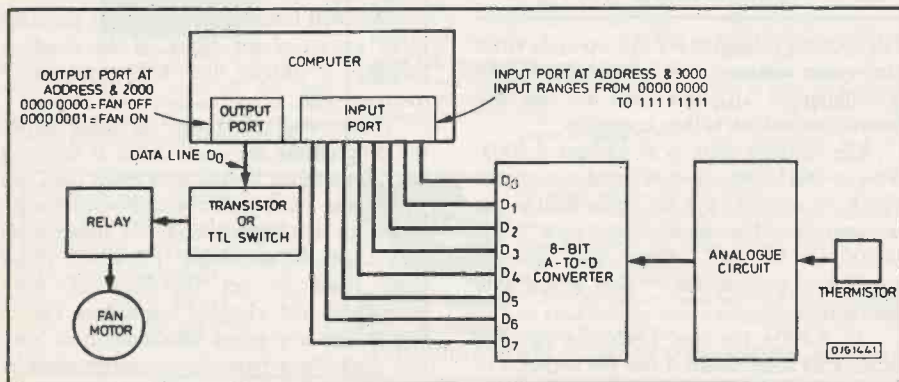 COMPUTER
OUTPUT PORT AT
ADDRESS & 2000
0000 0000 = FAN OFF
0000 0001 = FAN ON
OUTPUT
PORT
INPUT
PORT
INPUT PORT AT ADDRESS & 3000
INPUT RANGES FROM 0000 0000
TO 1111 1111
DATA LINE D0
RELAY
TRANSISTOR
OR
TTL SWITCH
FAN
MOTOR
D0
D1
D2
D3
D4
D5
D6
D7
8-BIT
A-TO-D
CONVERTER
ANALOGUE
CIRCUIT
THERMISTOR
DJG1441